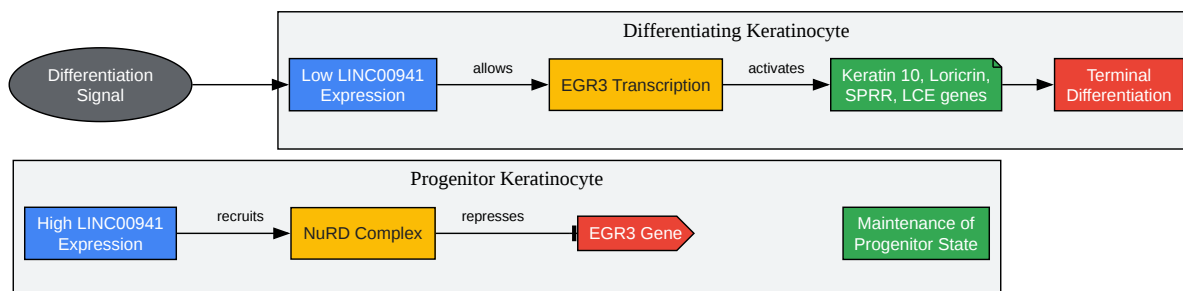 Differentiating Keratinocyte
Differentiation
Signal
Low LINC00941
Expression
allows
EGR3 Transcription
activates
Keratin 10, Loricrin,
SPRR, LCE genes
Terminal
Differentiation
Progenitor Keratinocyte
High LINC00941
Expression
recruits
NuRD Complex
represses
EGR3 Gene
Maintenance of
Progenitor State